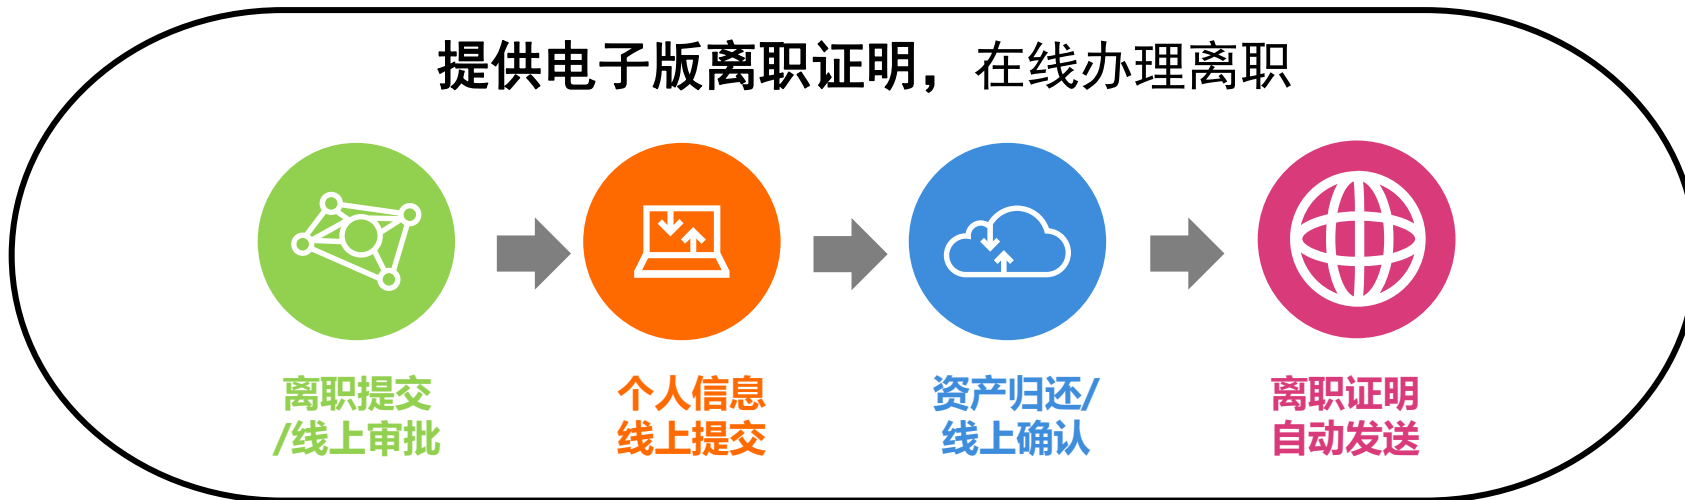 提供电子版离职证明，在线办理离职
离职提交
/线上审批
个人信息
线上提交
资产归还/
线上确认
离职证明
自动发送